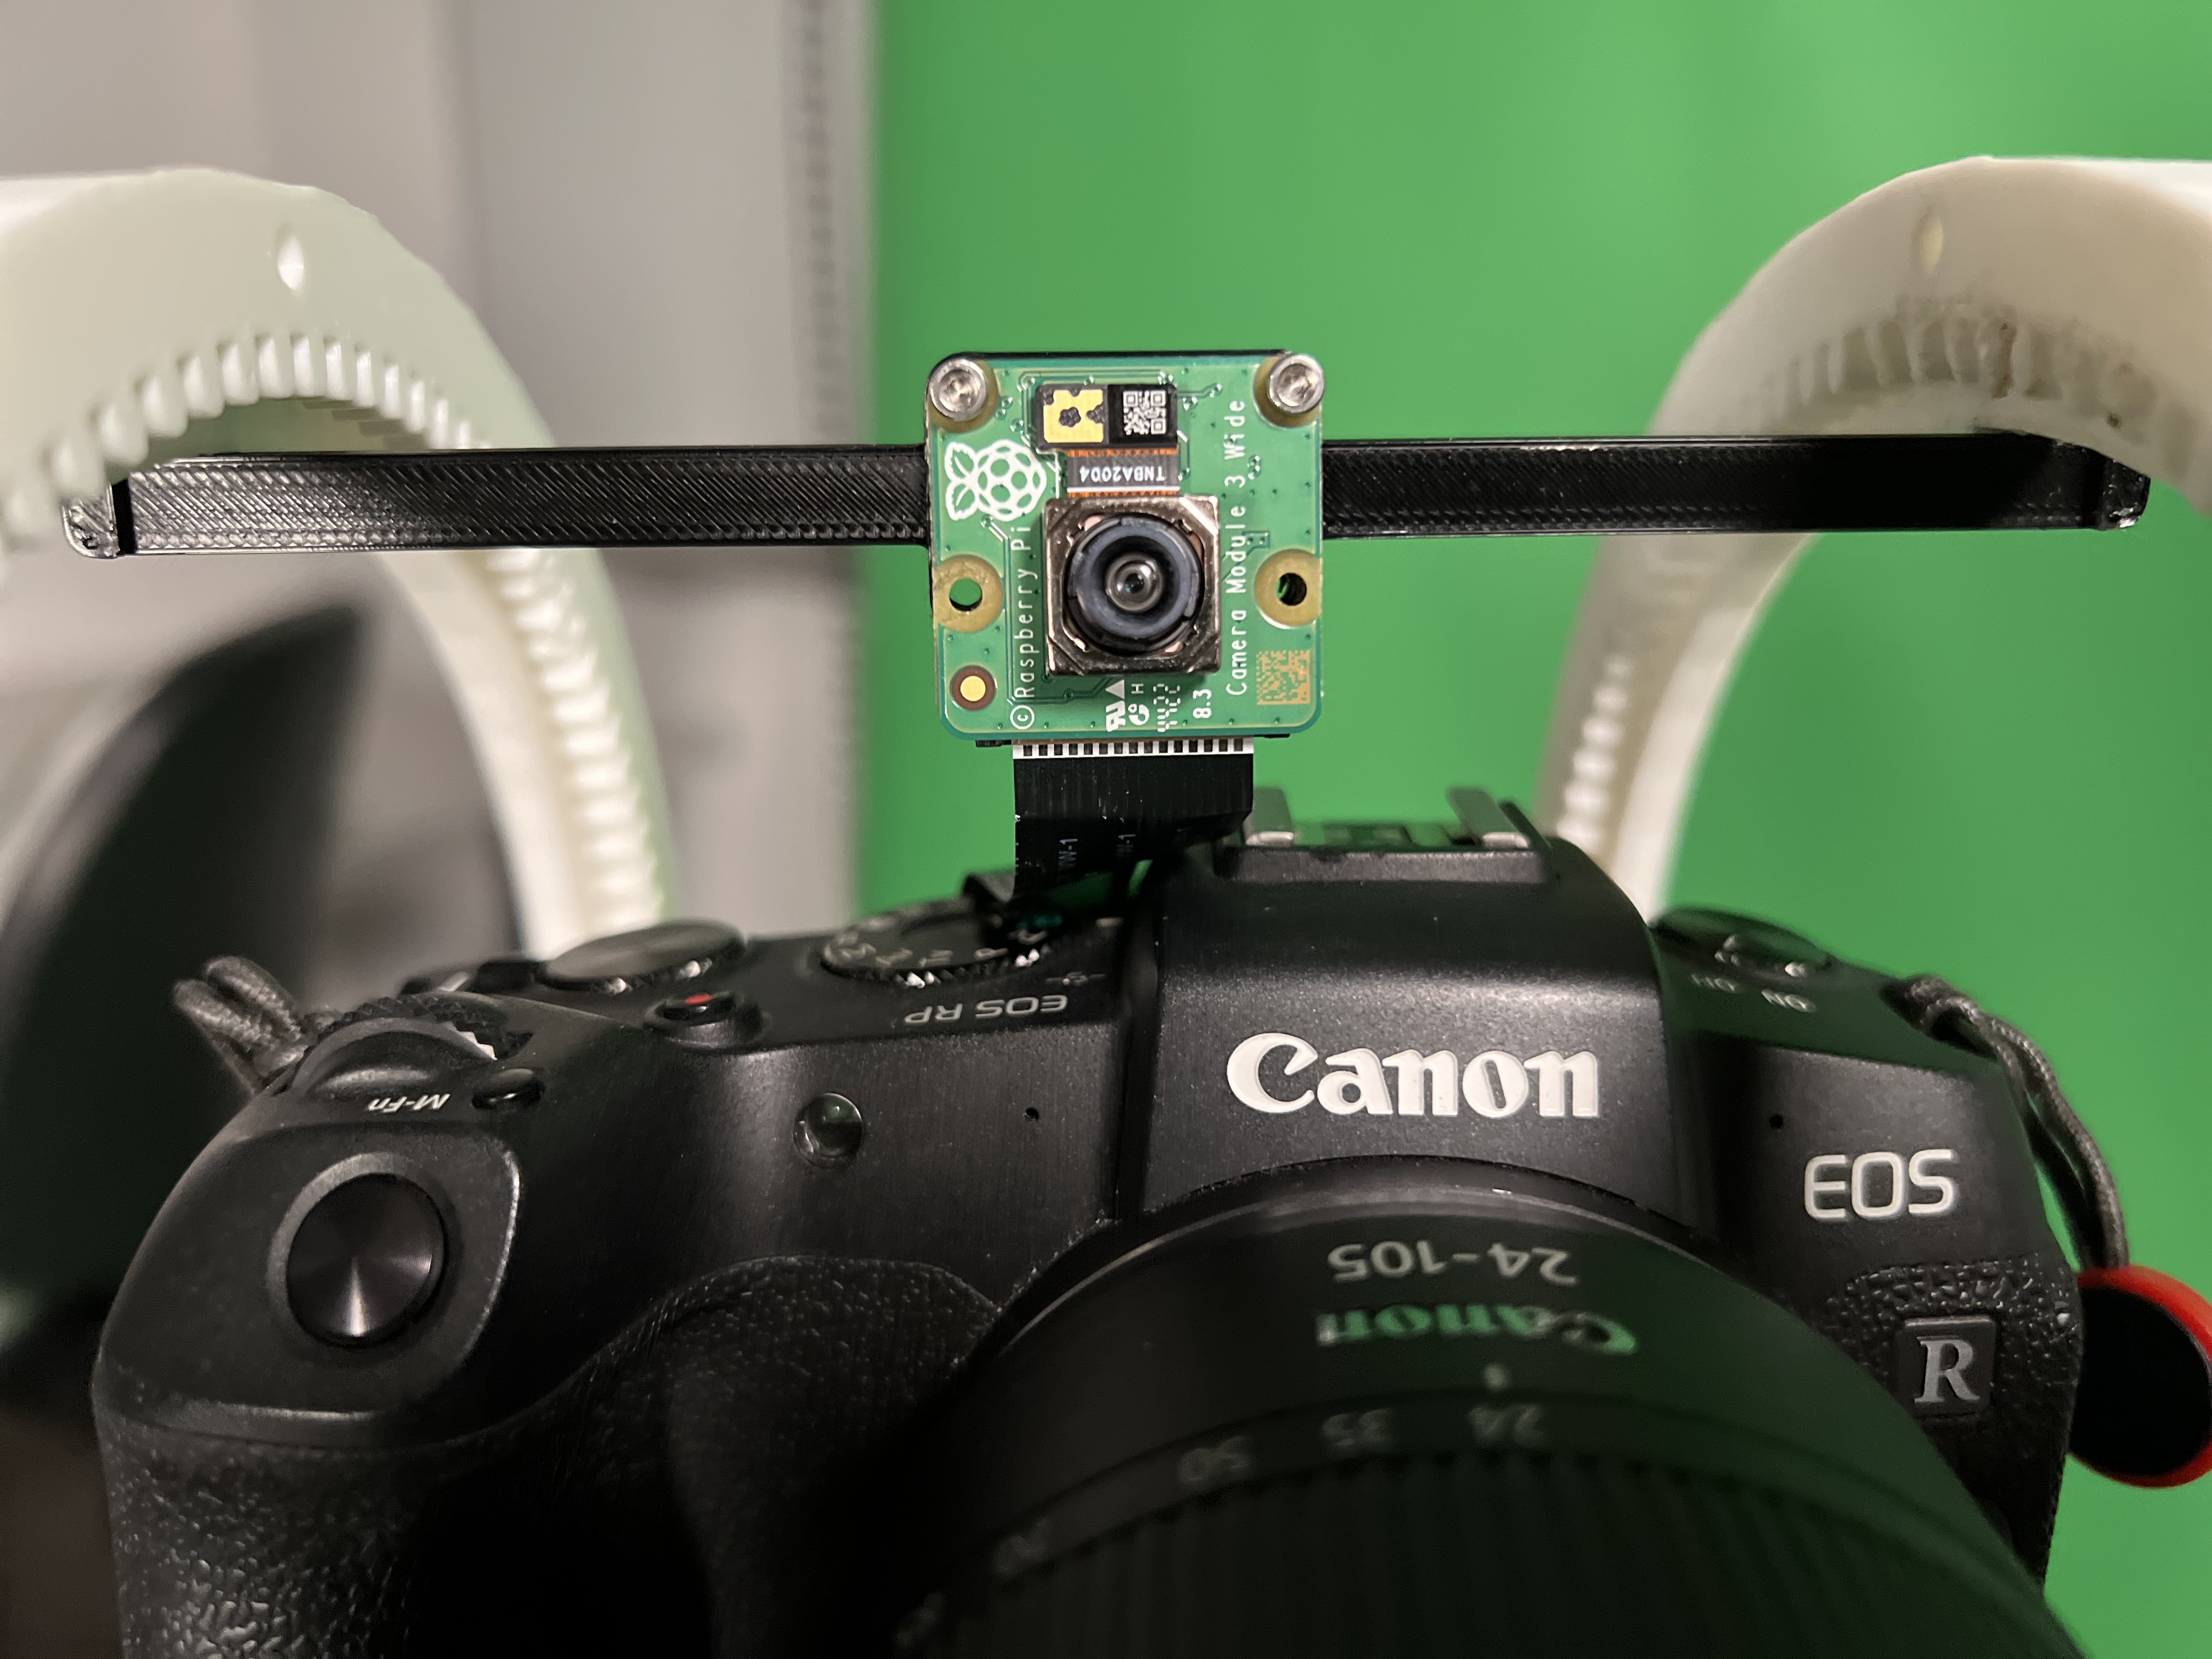 TNBA2004
©Raspberry Pi
Camera Module 3 Wide
8.3
EOS RP
M-Fn
ON
Canon
EOS
R
24-105
Canon
24
35
50